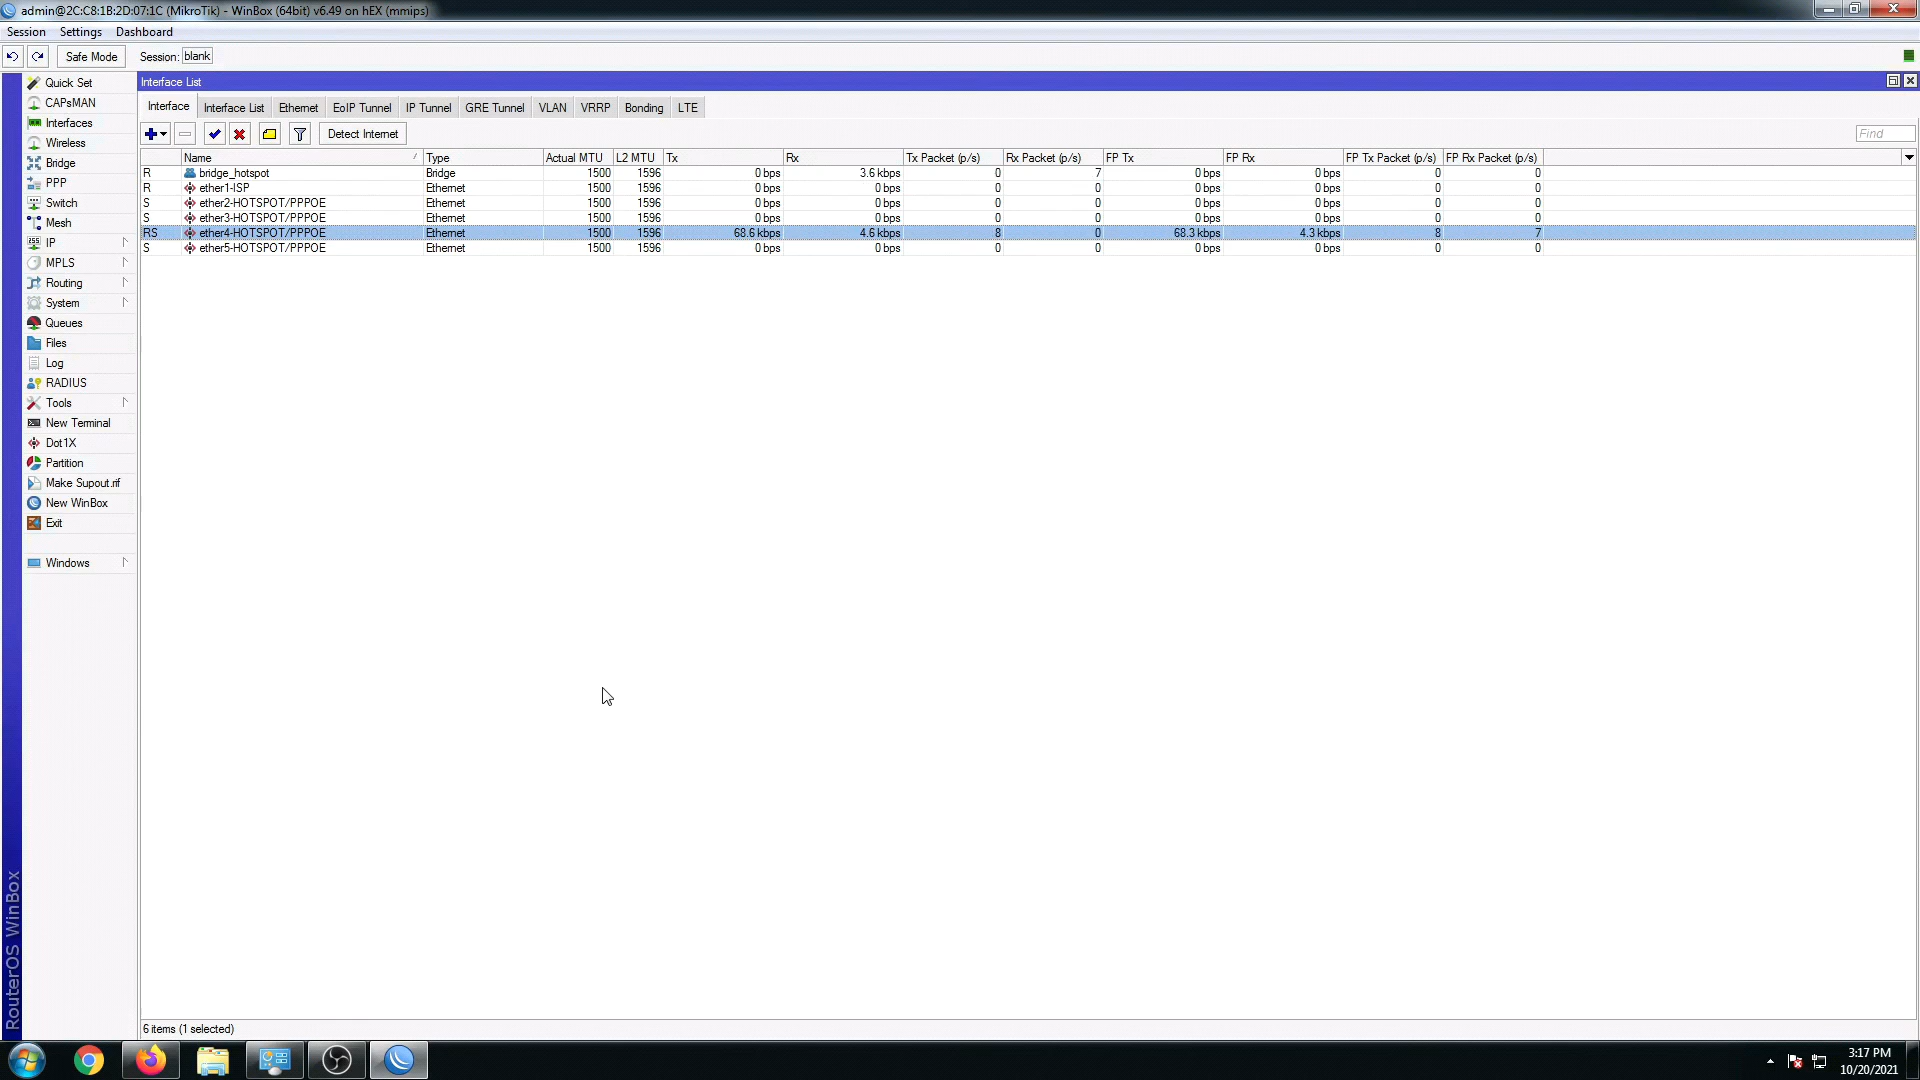 admin@2C:C8:1B:2D:07:1C (MikroTik) - WinBox (64bit) v6.49 on hEX (mmips)
Session Settings Dashboard
Safe Mode Session: blank
Quick Set
CAPsMAN
Interfaces
Wireless
Bridge
PPP
Switch
Mesh
IP
MPLS
Routing
System
Queues
Files
Log
RADIUS
Tools
New Terminal
Dot1X
Partition
Make Supout.rif
New WinBox
Exit
Windows
RouterOS WinBox
Interface List
Interface Interface List Ethernet EoIP Tunnel IP Tunnel GRE Tunnel VLAN VRRP Bonding LTE
Detect Internet Find
Name Type Actual MTU L2 MTU Tx Rx Tx Packet (p/s) Rx Packet (p/s) FP Tx FP Rx FP Tx Packet (p/s) FP Rx Packet (p/s)
R bridge_hotspot Bridge 1500 1596 0 bps 3.6 kbps 0 7 0 bps 0 bps 0 0
R ether1-ISP Ethernet 1500 1596 0 bps 0 bps 0 0 0 bps 0 bps 0 0
S ether2-HOTSPOT/PPPOE Ethernet 1500 1596 0 bps 0 bps 0 0 0 bps 0 bps 0 0
S ether3-HOTSPOT/PPPOE Ethernet 1500 1596 0 bps 0 bps 0 0 0 bps 0 bps 0 0
RS ether4-HOTSPOT/PPPOE Ethernet 1500 1596 68.6 kbps 4.6 kbps 8 0 68.3 kbps 4.3 kbps 8 7
S ether5-HOTSPOT/PPPOE Ethernet 1500 1596 0 bps 0 bps 0 0 0 bps 0 bps 0 0
6 items (1 selected)
3:17 PM
10/20/2021